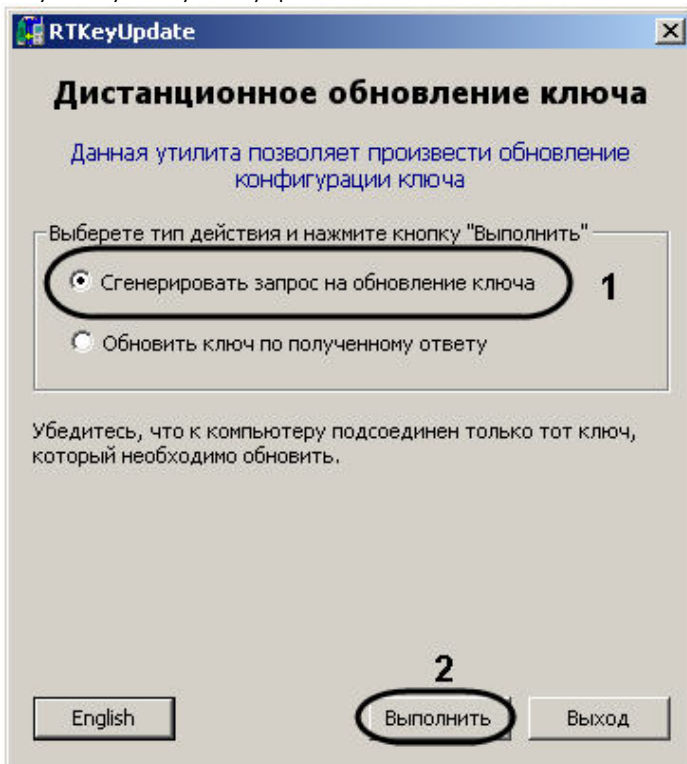 RTKeyUpdate
Дистанционное обновление ключа
Данная утилита позволяет произвести обновление
конфигурации ключа
Выберете тип действия и нажмите кнопку "Выполнить"
Сгенерировать запрос на обновление ключа
1
Обновить ключ по полученному ответу
Убедитесь, что к компьютеру подсоединен только тот ключ,
который необходимо обновить.
2
English
Выполнить
Выход